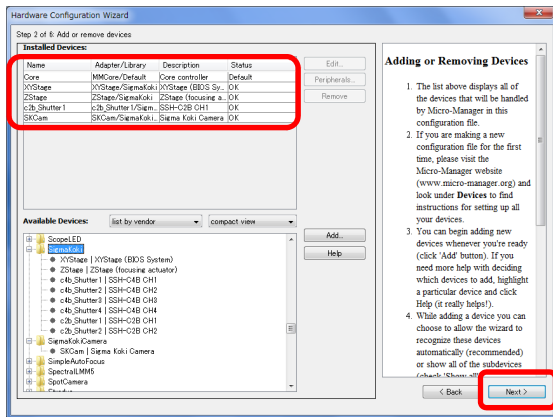 Hardware Configuration Wizard
Step 2 of 6: Add or remove devices
Installed Devices:
Name Adapter/Library Description Status
Core MMCore/Default Core controller Default
XYStage XYStage/SigmaKoki XYStage (BIOS Sy... OK
ZStage ZStage/SigmaKoki ZStage (focusing a... OK
c2b_Shutter1 c2b_Shutter/Sigm... SSH-C2B CH1 OK
SKCam SKCam/SigmaKoki... Sigma Koki Camera OK
Edit...
Peripherals...
Remove
Available Devices: list by vendor compact view
ScopeLED
SigmaKoki
XYStage | XYStage (BIOS System)
ZStage | ZStage (focusing actuator)
c4b_Shutter1 | SSH-C4B CH1
c4b_Shutter2 | SSH-C4B CH2
c4b_Shutter3 | SSH-C4B CH3
c4b_Shutter4 | SSH-C4B CH4
c2b_Shutter1 | SSH-C2B CH1
c2b_Shutter2 | SSH-C2B CH2
SigmaKokiCamera
SKCam | Sigma Koki Camera
SimpleAutoFocus
SpectralLMM5
SpotCamera
Add...
Help
Adding or Removing Devices
1. The list above displays all of
the devices that will be handled
by Micro-Manager in this
configuration file.
2. If you are making a new
configuration file for the first
time, please visit the
Micro-Manager website
(www.micro-manager.org) and
look under Devices to find
instructions for setting up all
your devices.
3. You can begin adding new
devices whenever you're ready
(click 'Add' button). If you
need more help with deciding
which devices to add, highlight
a particular device and click
Help (it really helps!).
4. While adding a device you can
choose to allow the wizard to
recognize these devices
automatically (recommended)
or show all of the subdevices
< Back
Next >